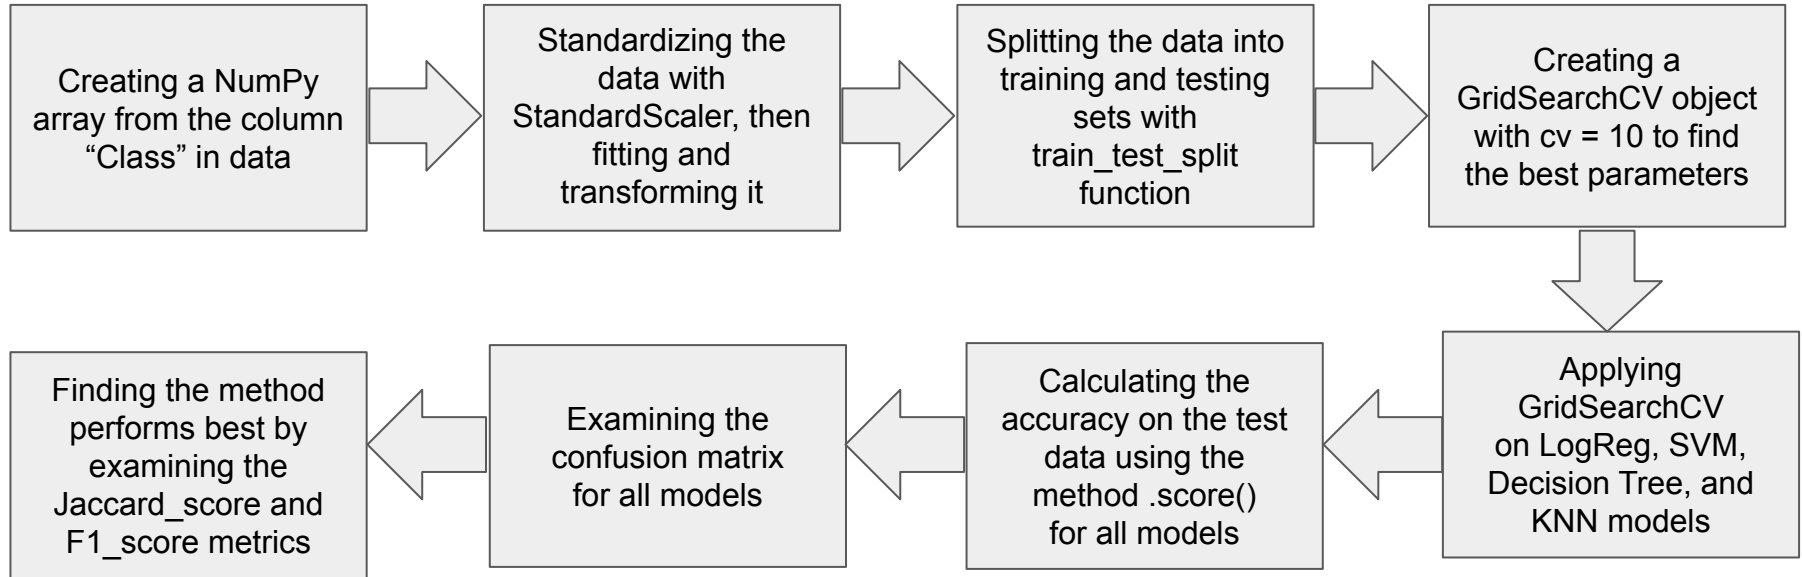 Creating a NumPy
array from the column
“Class” in data
Standardizing the
data with
StandardScaler, then
fitting and
transforming it
Splitting the data into
training and testing
sets with
train_test_split
function
Creating a
GridSearchCV object
with cv = 10 to find
the best parameters
Applying
GridSearchCV
on LogReg, SVM,
Decision Tree, and
KNN models
Calculating the
accuracy on the test
data using the
method .score()
for all models
Examining the
confusion matrix
for all models
Finding the method
performs best by
examining the
Jaccard_score and
F1_score metrics